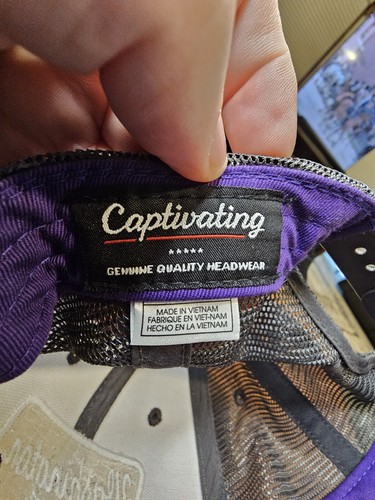 Captivating
★★★★★
GENUINE QUALITY HEADWEAR
MADE IN VIETNAM
FABRIQUE EN VIET-NAM
HECHO EN LA VIETNAM